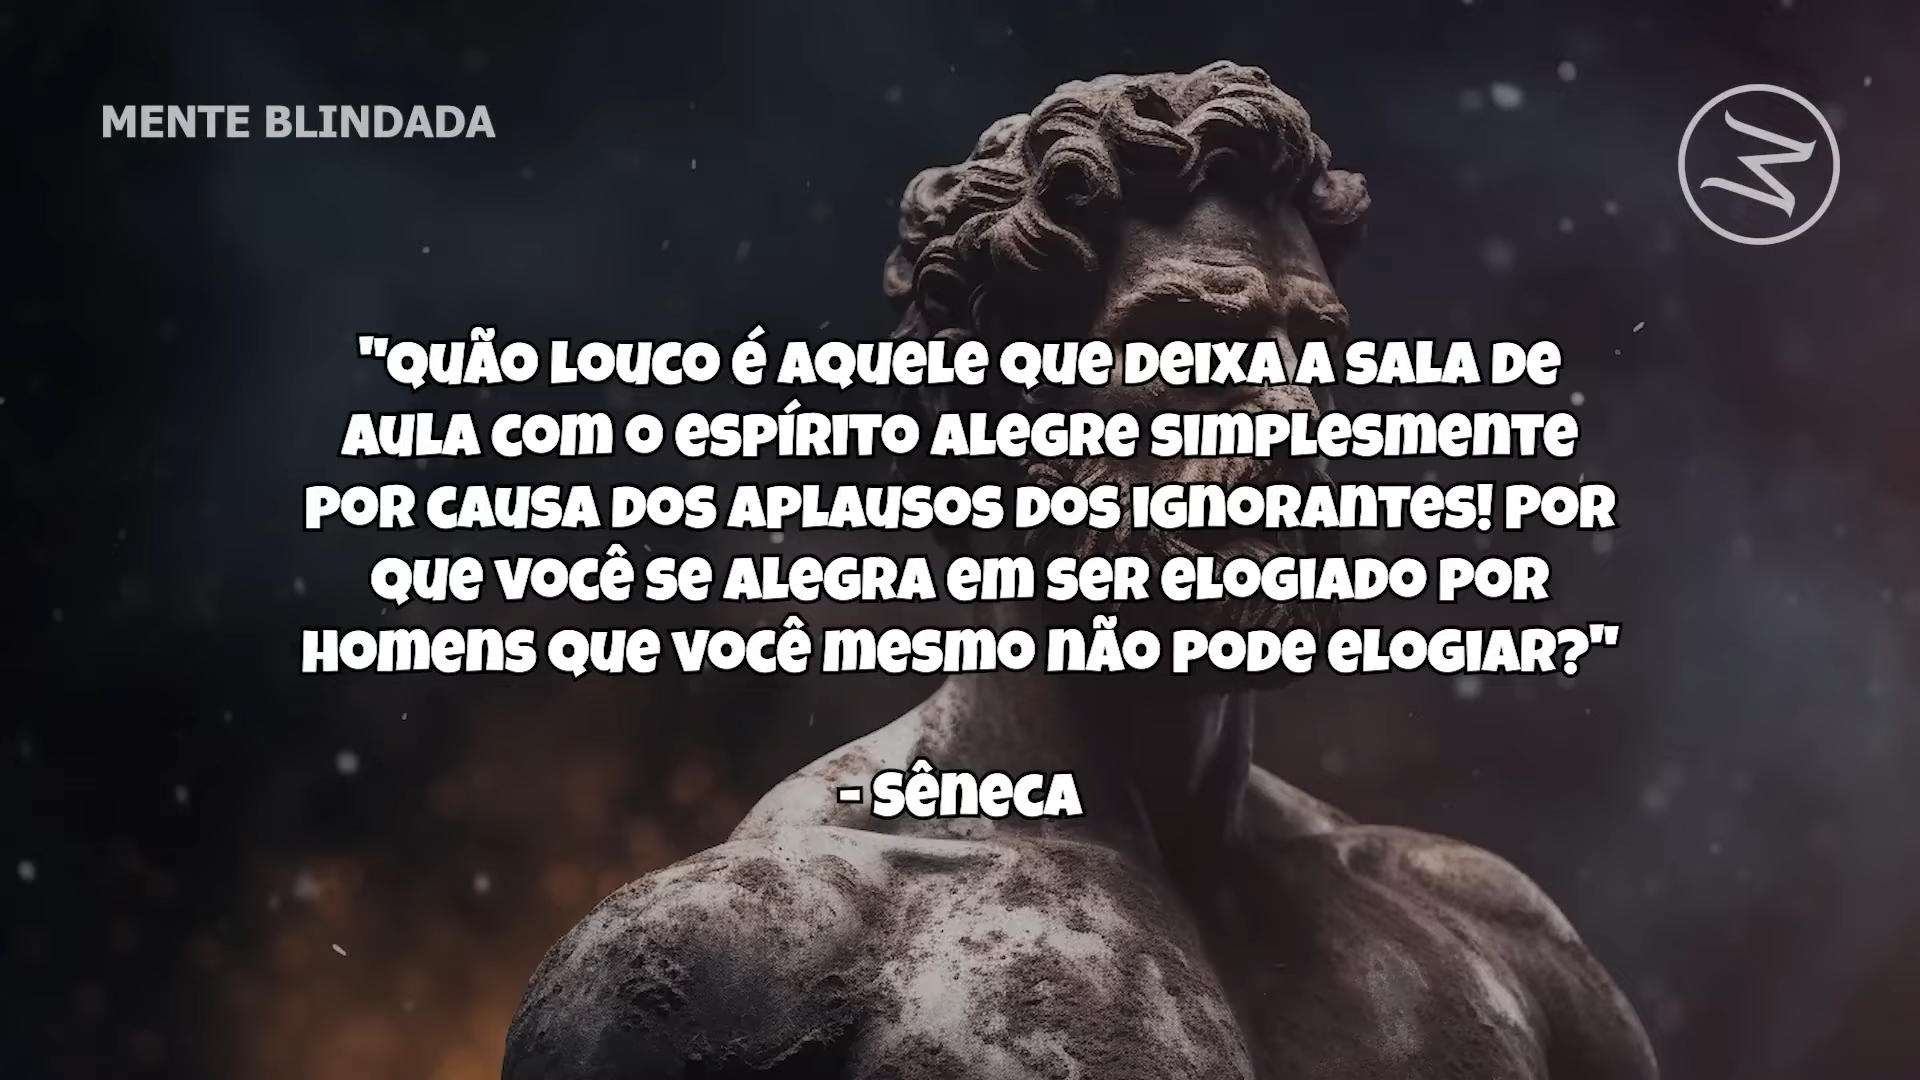 MENTE BLINDADA
"QUÃO LOUCO É AQUELE QUE DEIXA A SALA DE
AULA COM O ESPÍRITO ALEGRE SIMPLESMENTE
POR CAUSA DOS APLAUSOS DOS IGNORANTES! POR
QUE VOCÊ SE ALEGRA EM SER ELOGIADO POR
HOMENS QUE VOCÊ MESMO NÃO PODE ELOGIAR?"
- SÊNECA